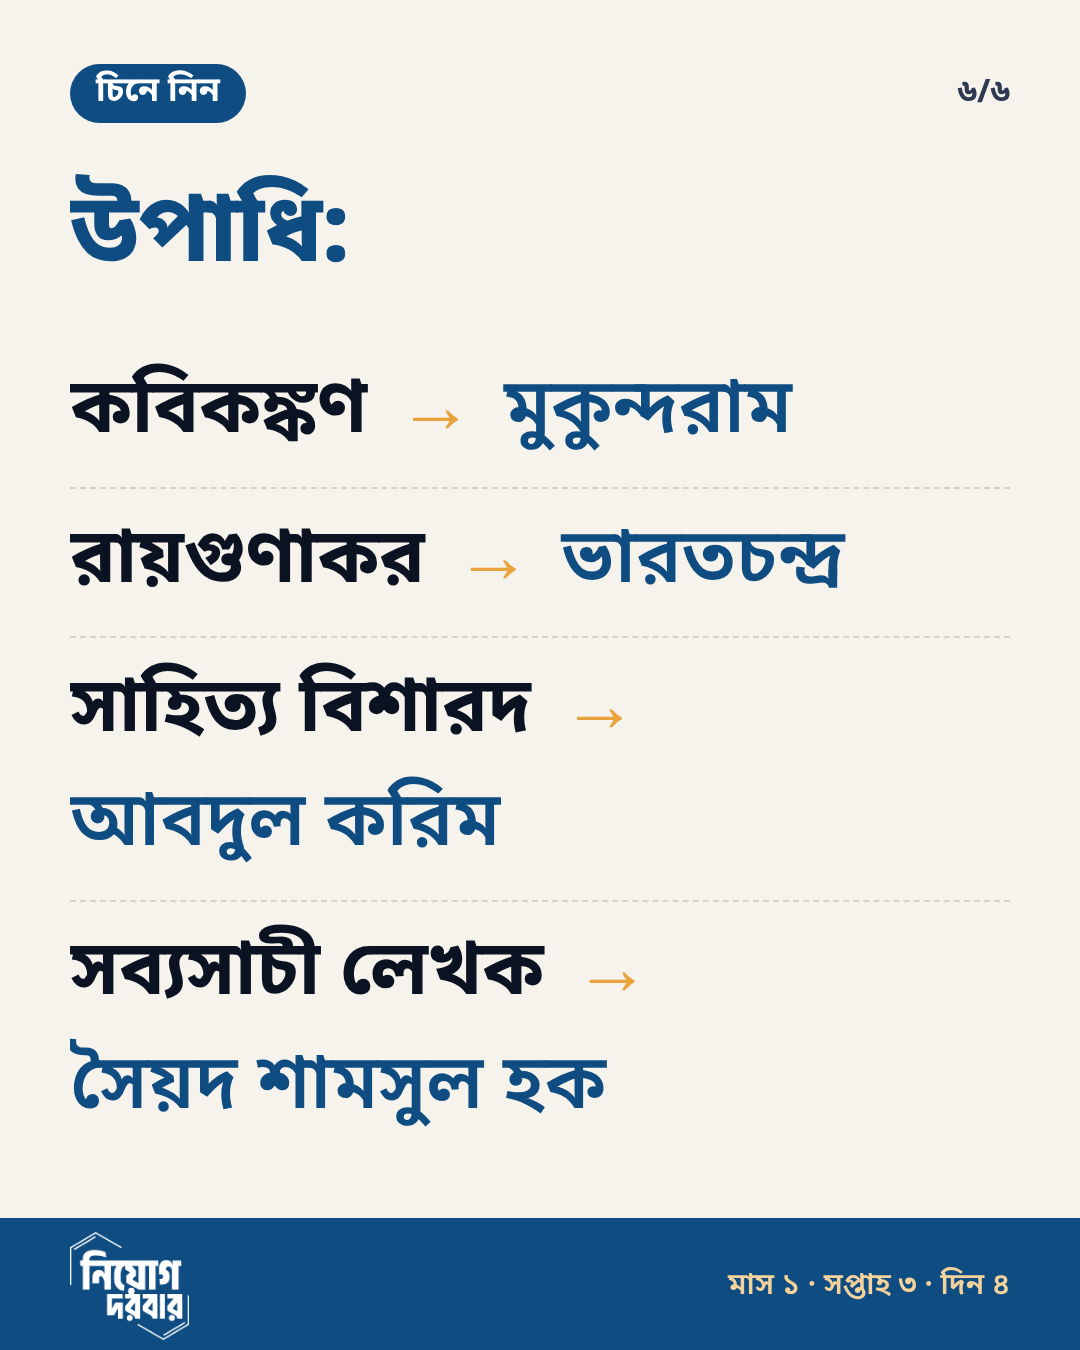 চিনে নিন
৬/৬
উপাধি:
কবিকঙ্কণ → মুকুন্দরাম
রায়গুণাকর → ভারতচন্দ্র
সাহিত্য বিশারদ →
আবদুল করিম
সব্যসাচী লেখক →
সৈয়দ শামসুল হক
নিয়োগ
দরবার
মাস ১ · সপ্তাহ ৩ · দিন ৪